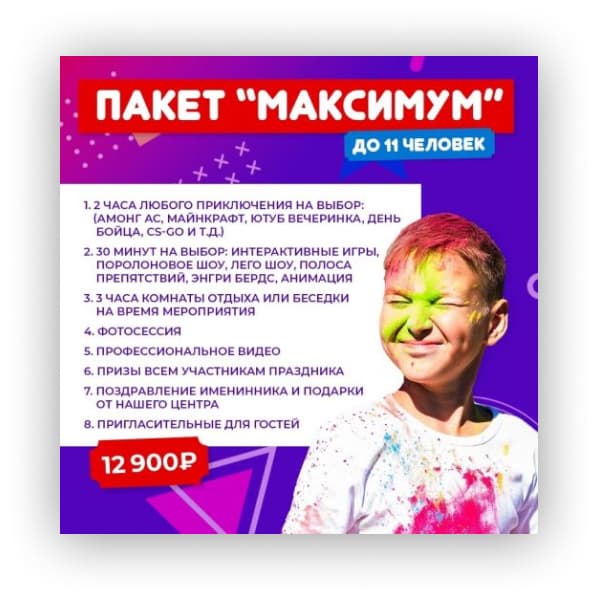 ПАКЕТ "МАКСИМУМ"
ДО 11 ЧЕЛОВЕК
1. 2 ЧАСА ЛЮБОГО ПРИКЛЮЧЕНИЯ НА ВЫБОР:
(АМОНГ АС, МАЙНКРАФТ, ЮТУБ ВЕЧЕРИНКА, ДЕНЬ
БОЙЦА, CS-GO И Т.Д.)
2. 30 МИНУТ НА ВЫБОР: ИНТЕРАКТИВНЫЕ ИГРЫ,
ПОРОЛОНОВОЕ ШОУ, ЛЕГО ШОУ, ПОЛОСА
ПРЕПЯТСТВИЙ, ЭНГРИ БЕРДС, АНИМАЦИЯ
3. 3 ЧАСА КОМНАТЫ ОТДЫХА ИЛИ БЕСЕДКИ
НА ВРЕМЯ МЕРОПРИЯТИЯ
4. ФОТОСЕССИЯ
5. ПРОФЕССИОНАЛЬНОЕ ВИДЕО
6. ПРИЗЫ ВСЕМ УЧАСТНИКАМ ПРАЗДНИКА
7. ПОЗДРАВЛЕНИЕ ИМЕНИННИКА И ПОДАРКИ
ОТ НАШЕГО ЦЕНТРА
8. ПРИГЛАСИТЕЛЬНЫЕ ДЛЯ ГОСТЕЙ
12 900₽